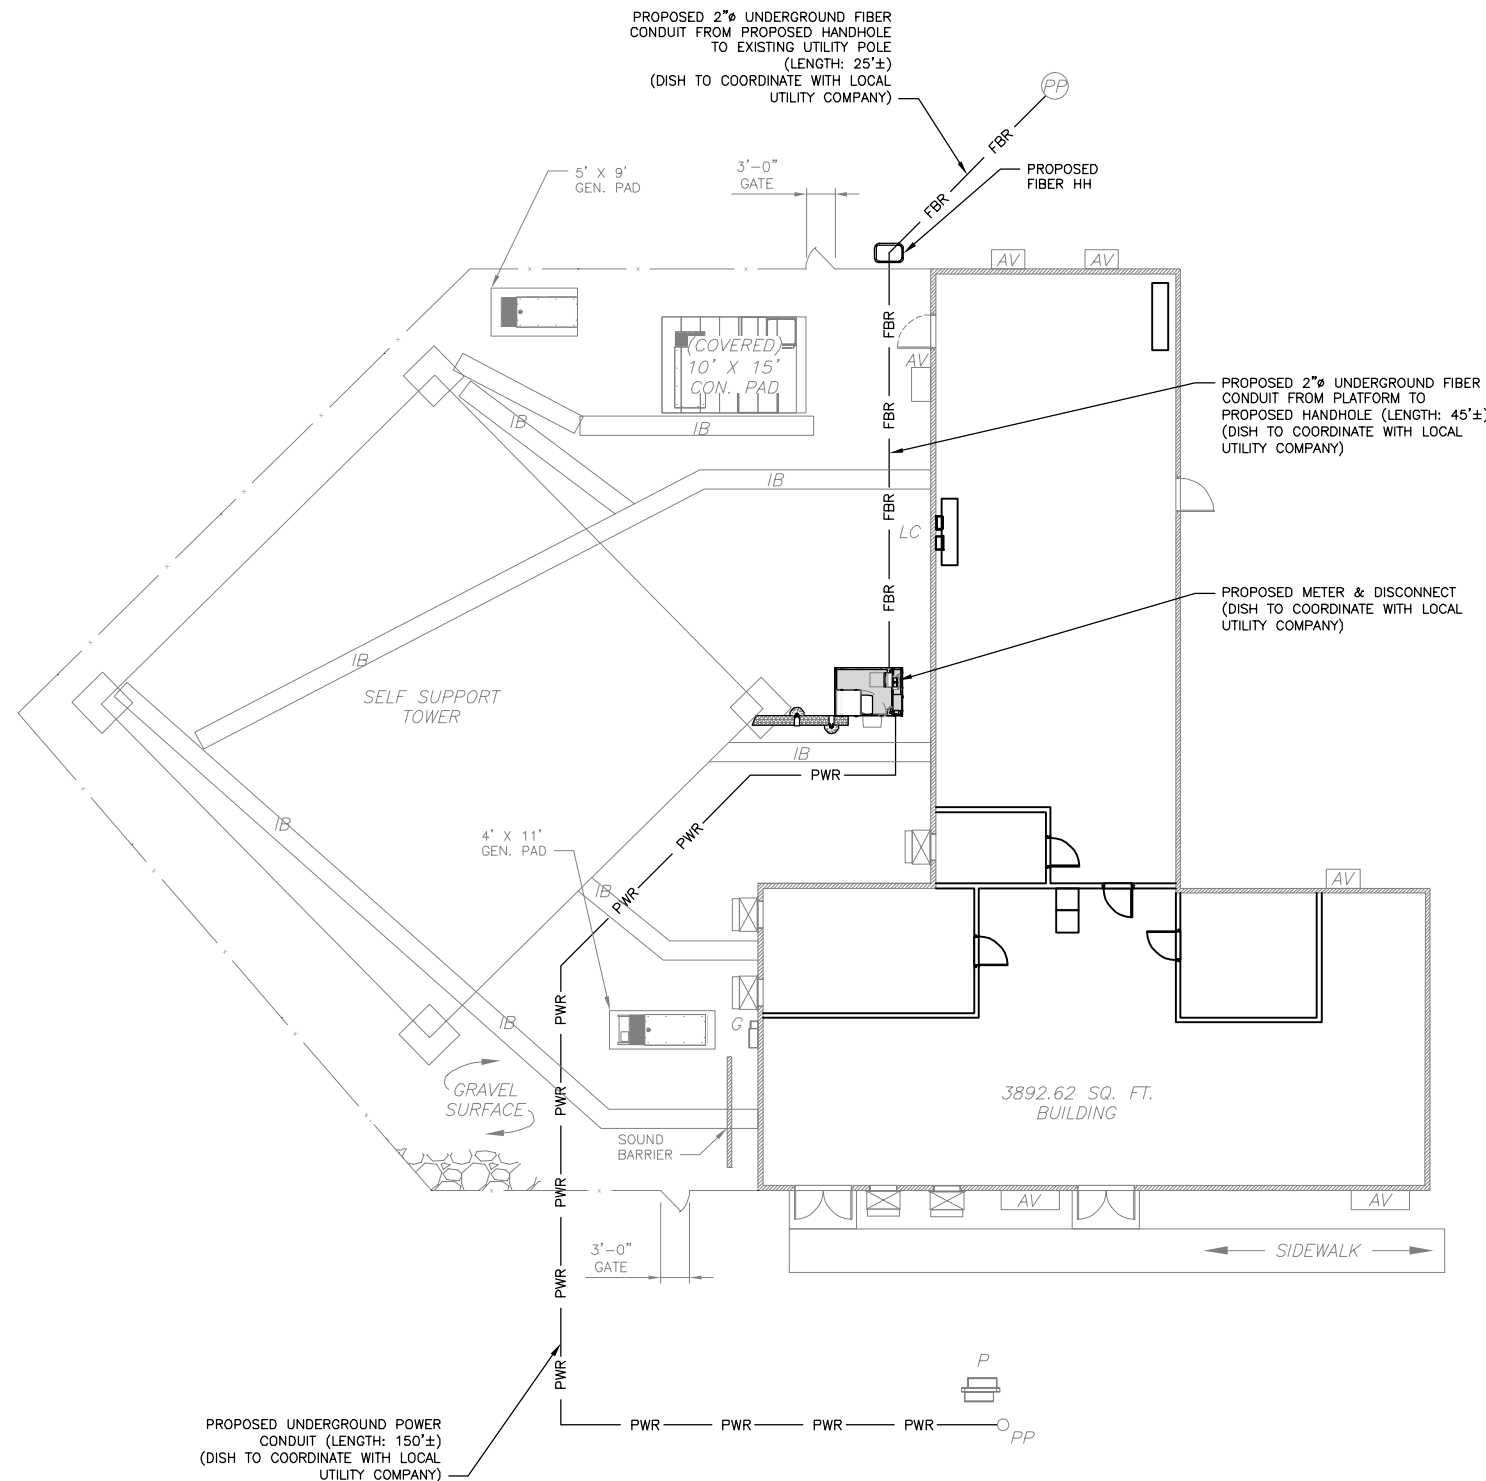 PROPOSED 2"ø UNDERGROUND FIBER
CONDUIT FROM PROPOSED HANDHOLE
TO EXISTING UTILITY POLE
(LENGTH: 25'±)
(DISH TO COORDINATE WITH LOCAL
UTILITY COMPANY)
PP
FBR
FBR
5' X 9'
GEN. PAD
3'-0"
GATE
PROPOSED
FIBER HH
AV
AV
FBR
(COVERED)
10' X 15'
CON. PAD
AV
PROPOSED 2"ø UNDERGROUND FIBER
CONDUIT FROM PLATFORM TO
PROPOSED HANDHOLE (LENGTH: 45'±)
(DISH TO COORDINATE WITH LOCAL
UTILITY COMPANY)
FBR
IB
IB
IB
FBR
LC
FBR
PROPOSED METER & DISCONNECT
(DISH TO COORDINATE WITH LOCAL
UTILITY COMPANY)
IB
SELF SUPPORT
TOWER
IB
PWR
IB
PWR
4' X 11'
GEN. PAD
IB
PWR
AV
PWR
IB
G
GRAVEL
SURFACE
PWR
3892.62 SQ. FT.
BUILDING
SOUND
BARRIER
PWR
AV
AV
3'-0"
GATE
PWR
SIDEWALK
PWR
P
PROPOSED UNDERGROUND POWER
CONDUIT (LENGTH: 150'±)
(DISH TO COORDINATE WITH LOCAL
UTILITY COMPANY)
PWR
PWR
PWR
PWR
PP